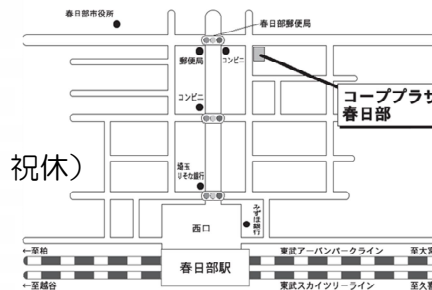 春日部市役所
春日部郵便局
郵便局
コンビニ
コンビニ
コーププラザ
春日部
祝休）
埼玉
りそな銀行
みずほ銀行
西口
←至柏
東武アーバンパークライン
至大宮
春日部駅
←至越谷
東武スカイツリーライン
至久喜